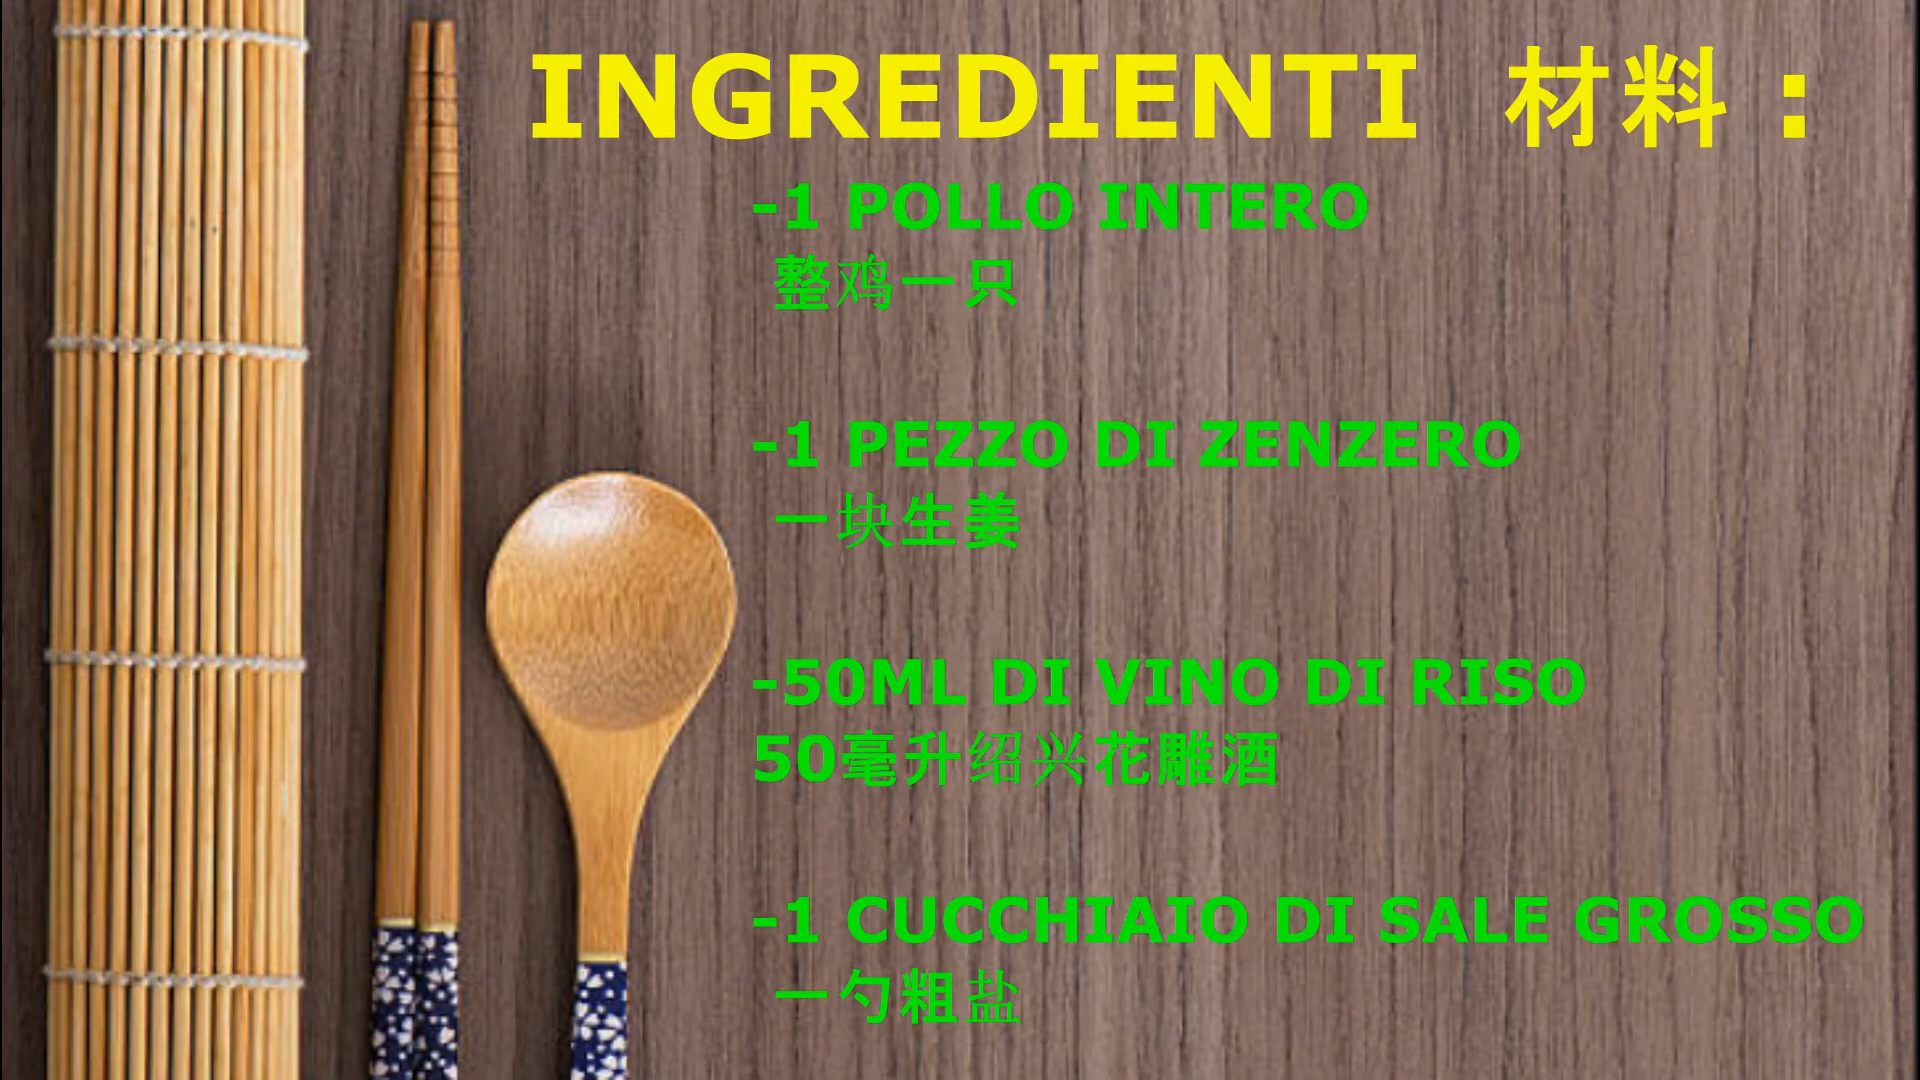 INGREDIENTI 材料：
-1 POLLO INTERO
整鸡一只
-1 PEZZO DI ZENZERO
一块生姜
-50ML DI VINO DI RISO
50毫升绍兴花雕酒
-1 CUCCHIAIO DI SALE GROSSO
一勺粗盐